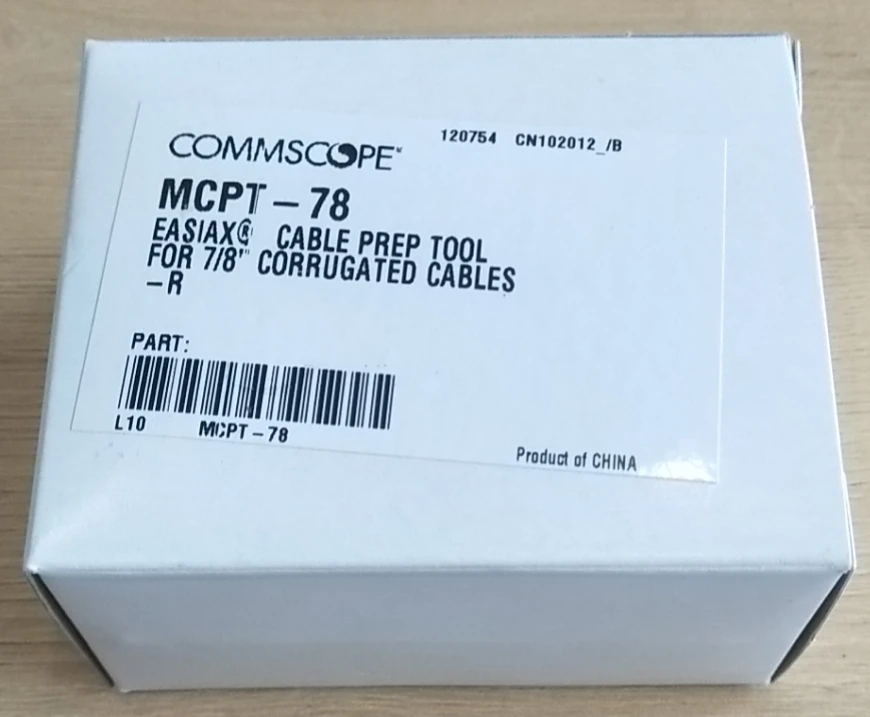 COMMSCOPE™ 120754 CN102012_/B
MCPT-78
EASIAX® CABLE PREP TOOL
FOR 7/8" CORRUGATED CABLES
-R
PART:
L10 MCPT-78
Product of CHINA